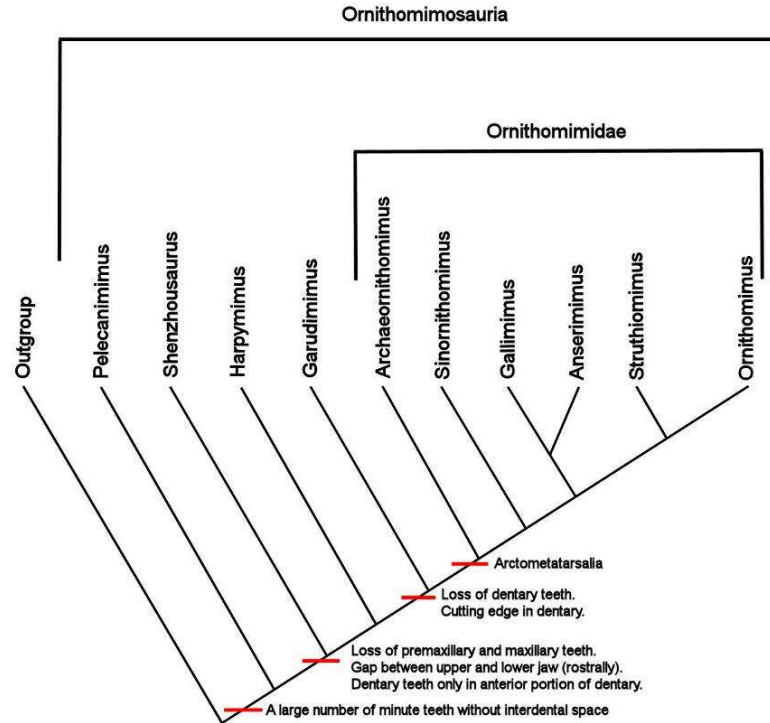 Ornithomimosauria
Ornithomimidae
Outgroup
Pelecanimimus
Shenzhousaurus
Harpymimus
Garudimimus
Archaeornithomimus
Sinornithomimus
Gallimimus
Anserimimus
Struthiomimus
Ornithomimus
Arctometatarsalia
Loss of dentary teeth.
Cutting edge in dentary.
Loss of premaxillary and maxillary teeth.
Gap between upper and lower jaw (rostrally).
Dentary teeth only in anterior portion of dentary.
A large number of minute teeth without interdental space